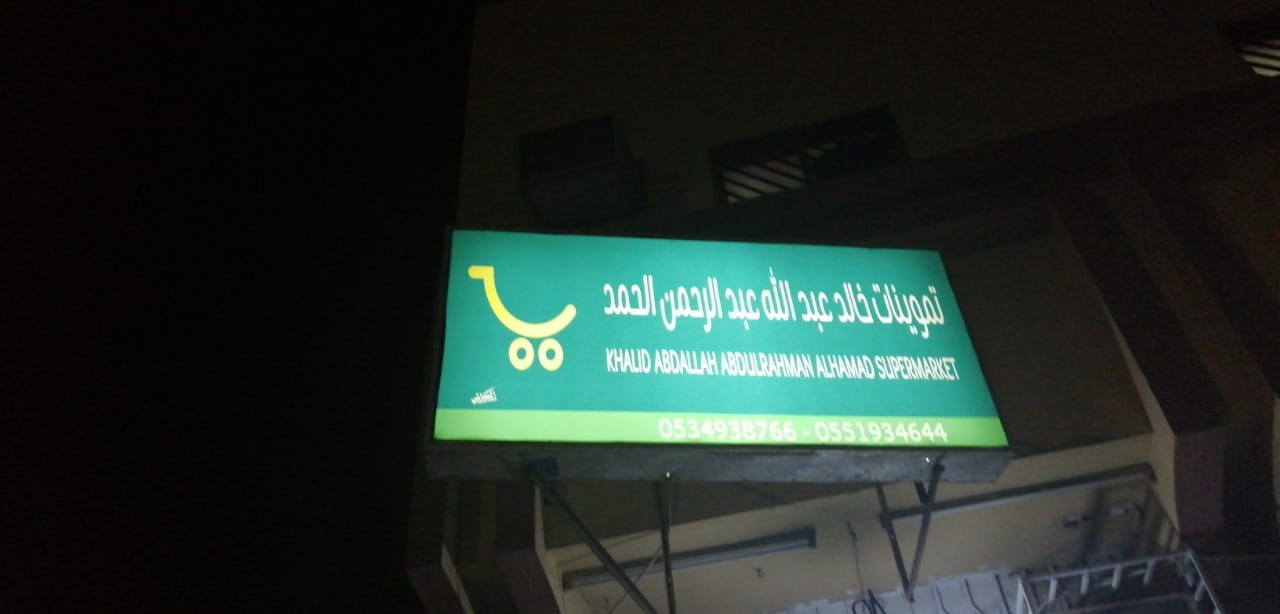 تموينات خالد عبد الله عبد الرحمن الحمد
KHALID ABDALLAH ABDULRAHMAN ALHAMAD SUPERMARKET
0534938766 - 0551934644